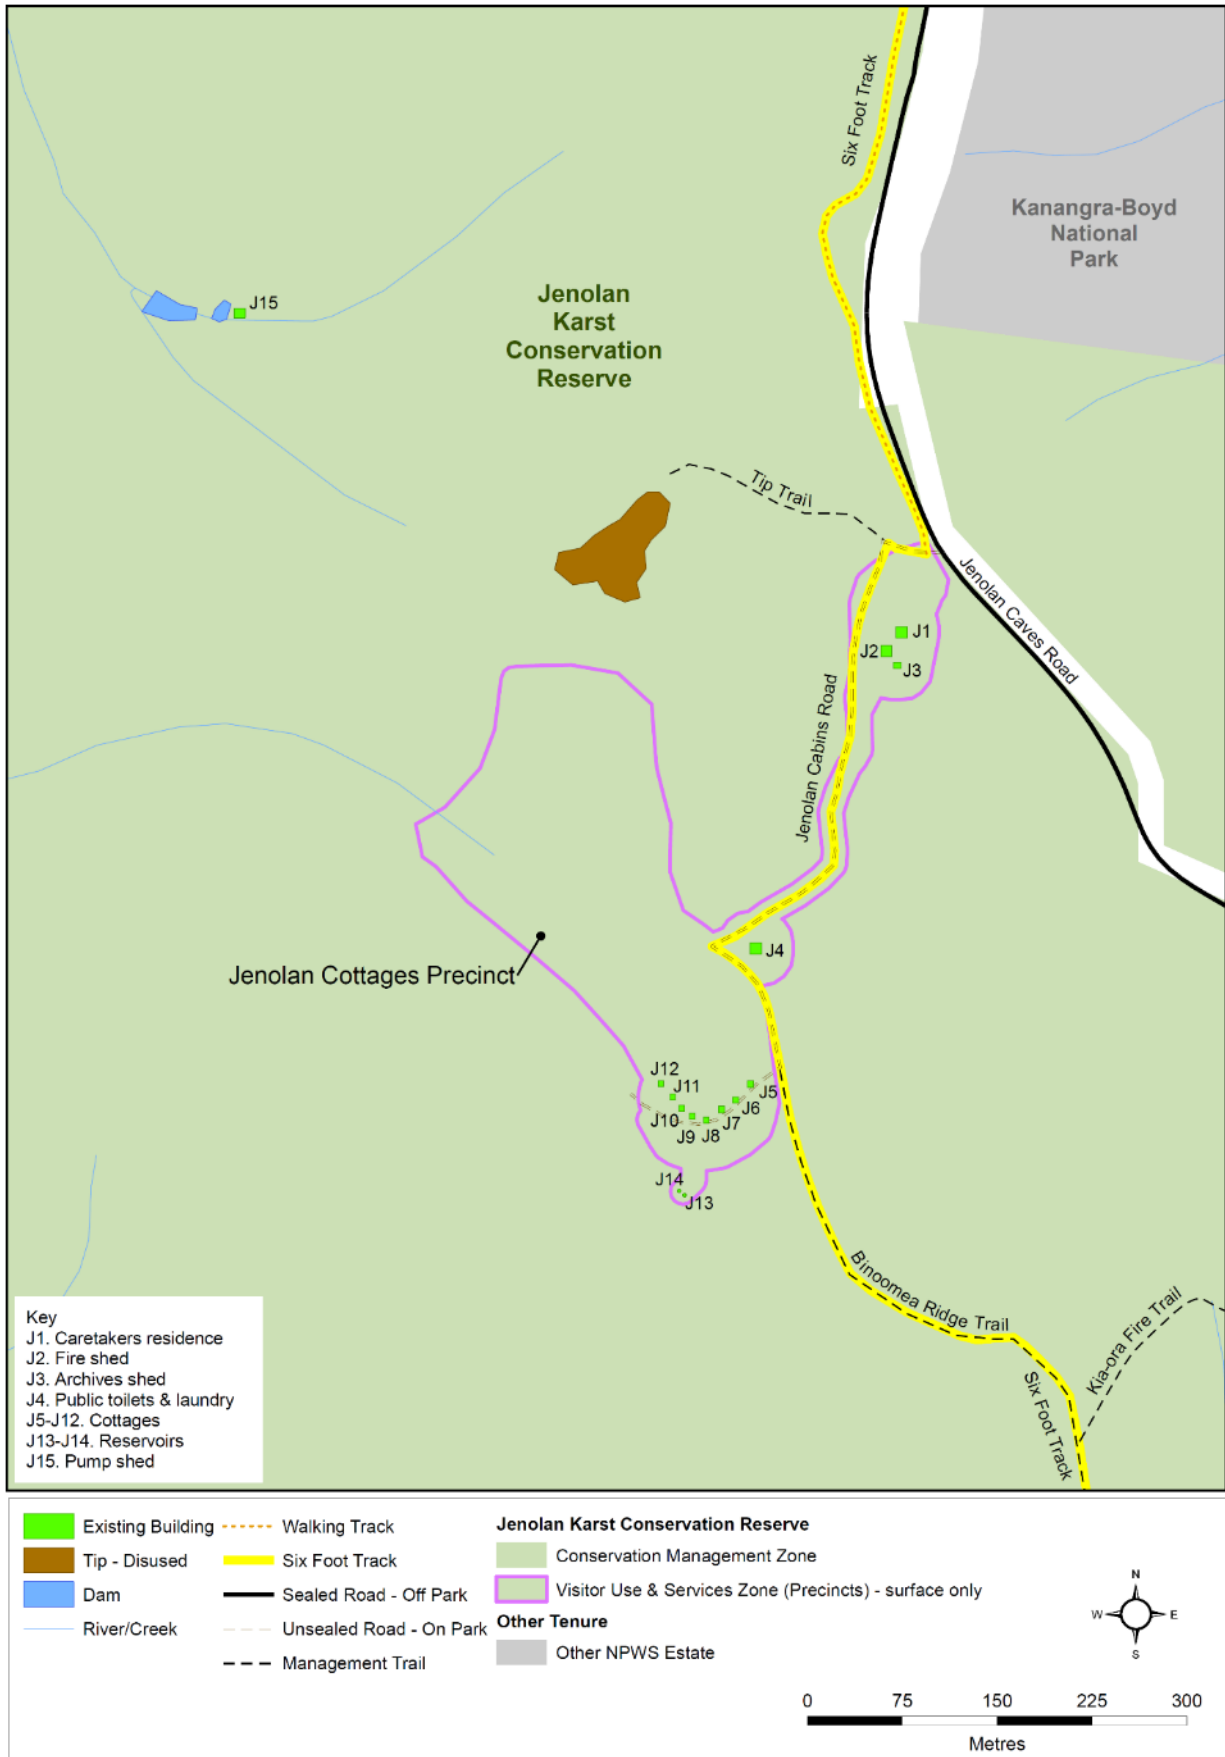 Six Foot Track
Kanangra-Boyd
National
Park
J15
Jenolan
Karst
Conservation
Reserve
Tip Trail
Jenolan Caves Road
J1
J2
J3
Jenolan Cabins Road
J4
Jenolan Cottages Precinct
J12
J11
J5
J6
J10
J7
J9
J8
J14
J13
Binoomea Ridge Trail
Kia-ora Fire Trail
Six Foot Track
Key
J1. Caretakers residence
J2. Fire shed
J3. Archives shed
J4. Public toilets & laundry
J5-J12. Cottages
J13-J14. Reservoirs
J15. Pump shed
Existing Building
Tip - Disused
Dam
River/Creek
Walking Track
Six Foot Track
Sealed Road - Off Park
Unsealed Road - On Park
Management Trail
Jenolan Karst Conservation Reserve
Conservation Management Zone
Visitor Use & Services Zone (Precincts) - surface only
Other Tenure
Other NPWS Estate
N
W E
S
0 75 150 225 300
Metres